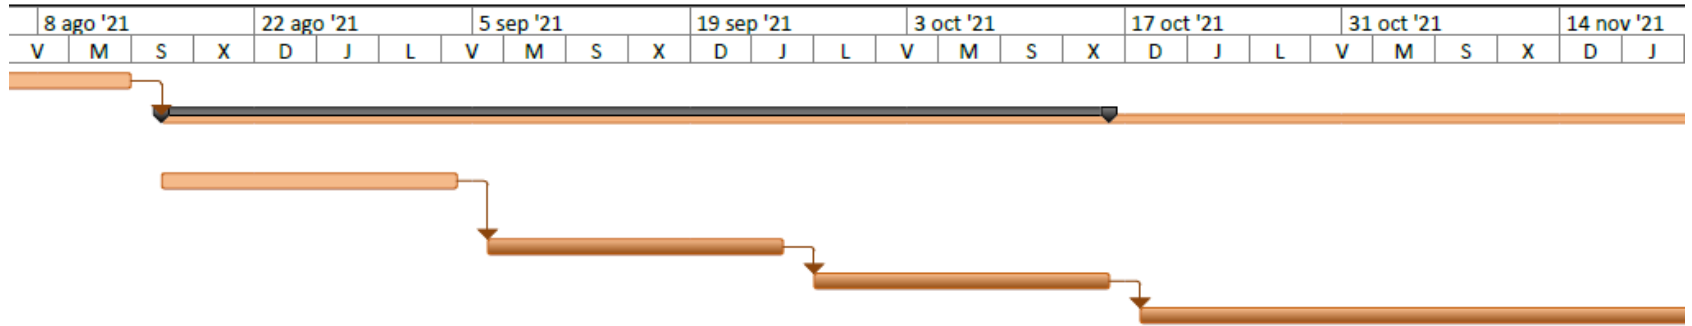 8 ago '21 22 ago '21 5 sep '21 19 sep '21 3 oct '21 17 oct '21 31 oct '21 14 nov '21
V M S X D J L V M S X D J L V M S X D J L V M S X D J